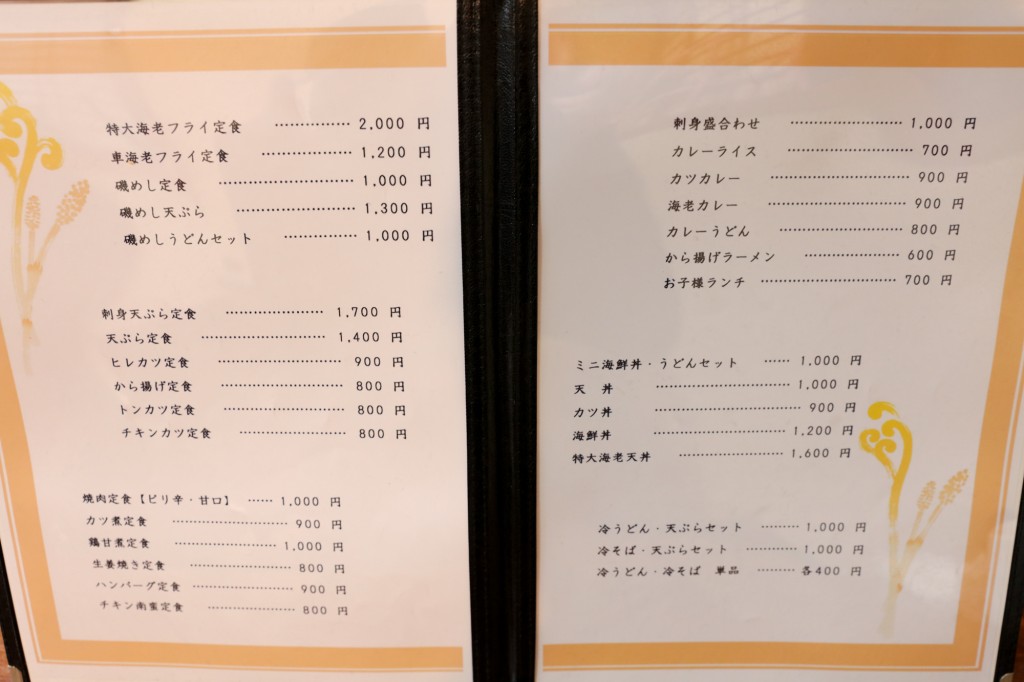 特大海老フライ定食 ‥‥‥‥‥ 2,000 円
車海老フライ定食 ‥‥‥‥‥‥ 1,200 円
磯めし定食 ‥‥‥‥‥‥‥‥‥ 1,000 円
磯めし天ぷら ‥‥‥‥‥‥‥‥ 1,300 円
磯めしうどんセット ‥‥‥‥‥ 1,000 円
刺身天ぷら定食 ‥‥‥‥‥‥‥ 1,700 円
天ぷら定食 ‥‥‥‥‥‥‥‥‥ 1,400 円
ヒレカツ定食 ‥‥‥‥‥‥‥‥ 900 円
から揚げ定食 ‥‥‥‥‥‥‥‥ 800 円
トンカツ定食 ‥‥‥‥‥‥‥‥ 800 円
チキンカツ定食 ‥‥‥‥‥‥‥ 800 円
焼肉定食【ピリ辛・甘口】 ‥‥ 1,000 円
カツ煮定食 ‥‥‥‥‥‥‥‥‥ 900 円
鶏甘煮定食 ‥‥‥‥‥‥‥‥‥ 1,000 円
生姜焼き定食 ‥‥‥‥‥‥‥‥ 800 円
ハンバーグ定食 ‥‥‥‥‥‥‥ 900 円
チキン南蛮定食 ‥‥‥‥‥‥‥ 800 円
刺身盛合わせ ‥‥‥‥‥‥‥‥ 1,000 円
カレーライス ‥‥‥‥‥‥‥‥ 700 円
カツカレー ‥‥‥‥‥‥‥‥‥ 900 円
海老カレー ‥‥‥‥‥‥‥‥‥ 900 円
カレーうどん ‥‥‥‥‥‥‥‥ 800 円
から揚げラーメン ‥‥‥‥‥‥ 600 円
お子様ランチ ‥‥‥‥‥‥‥‥ 700 円
ミニ海鮮丼・うどんセット ‥‥ 1,000 円
天 丼 ‥‥‥‥‥‥‥‥‥‥‥ 1,000 円
カツ丼 ‥‥‥‥‥‥‥‥‥‥‥ 900 円
海鮮丼 ‥‥‥‥‥‥‥‥‥‥‥ 1,200 円
特大海老天丼 ‥‥‥‥‥‥‥‥ 1,600 円
冷うどん・天ぷらセット ‥‥‥ 1,000 円
冷そば・天ぷらセット ‥‥‥‥ 1,000 円
冷うどん・冷そば 単品 ‥‥‥ 各400 円